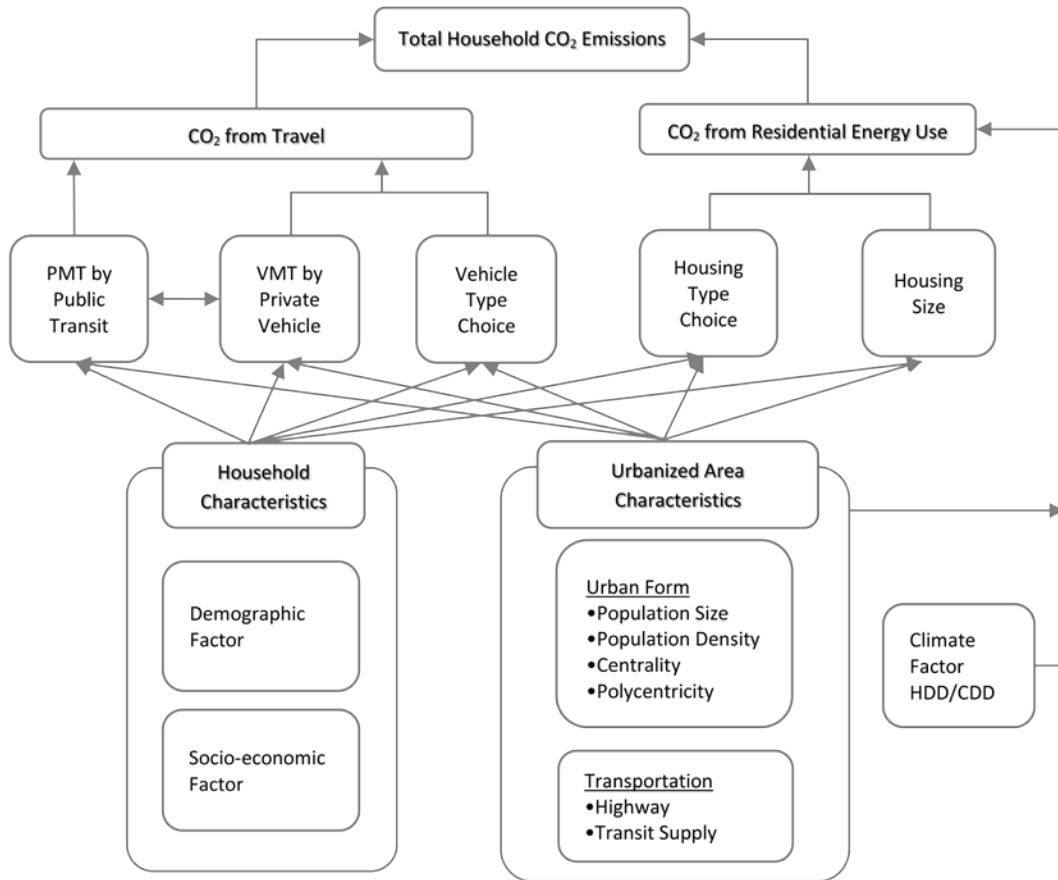 Total Household CO₂ Emissions
CO₂ from Travel
CO₂ from Residential Energy Use
PMT by
Public
Transit
VMT by
Private
Vehicle
Vehicle
Type
Choice
Housing
Type
Choice
Housing
Size
Household
Characteristics
Urbanized Area
Characteristics
Demographic
Factor
Socio-economic
Factor
Urban Form
•Population Size
•Population Density
•Centrality
•Polycentricity
Transportation
•Highway
•Transit Supply
Climate
Factor
HDD/CDD